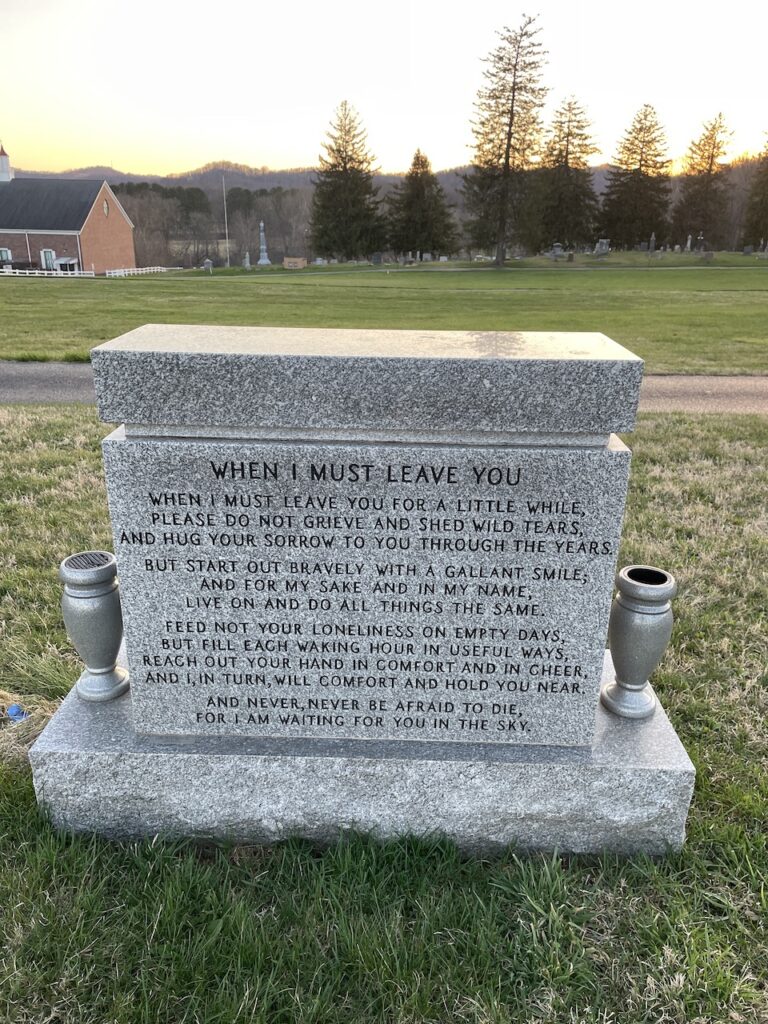 WHEN I MUST LEAVE YOU
WHEN I MUST LEAVE YOU FOR A LITTLE WHILE,
PLEASE DO NOT GRIEVE AND SHED WILD TEARS,
AND HUG YOUR SORROW TO YOU THROUGH THE YEARS.
BUT START OUT BRAVELY WITH A GALLANT SMILE;
AND FOR MY SAKE AND IN MY NAME,
LIVE ON AND DO ALL THINGS THE SAME.
FEED NOT YOUR LONELINESS ON EMPTY DAYS,
BUT FILL EACH WAKING HOUR IN USEFUL WAYS,
REACH OUT YOUR HAND IN COMFORT AND IN CHEER,
AND I, IN TURN, WILL COMFORT AND HOLD YOU NEAR.
AND NEVER, NEVER BE AFRAID TO DIE,
FOR I AM WAITING FOR YOU IN THE SKY.